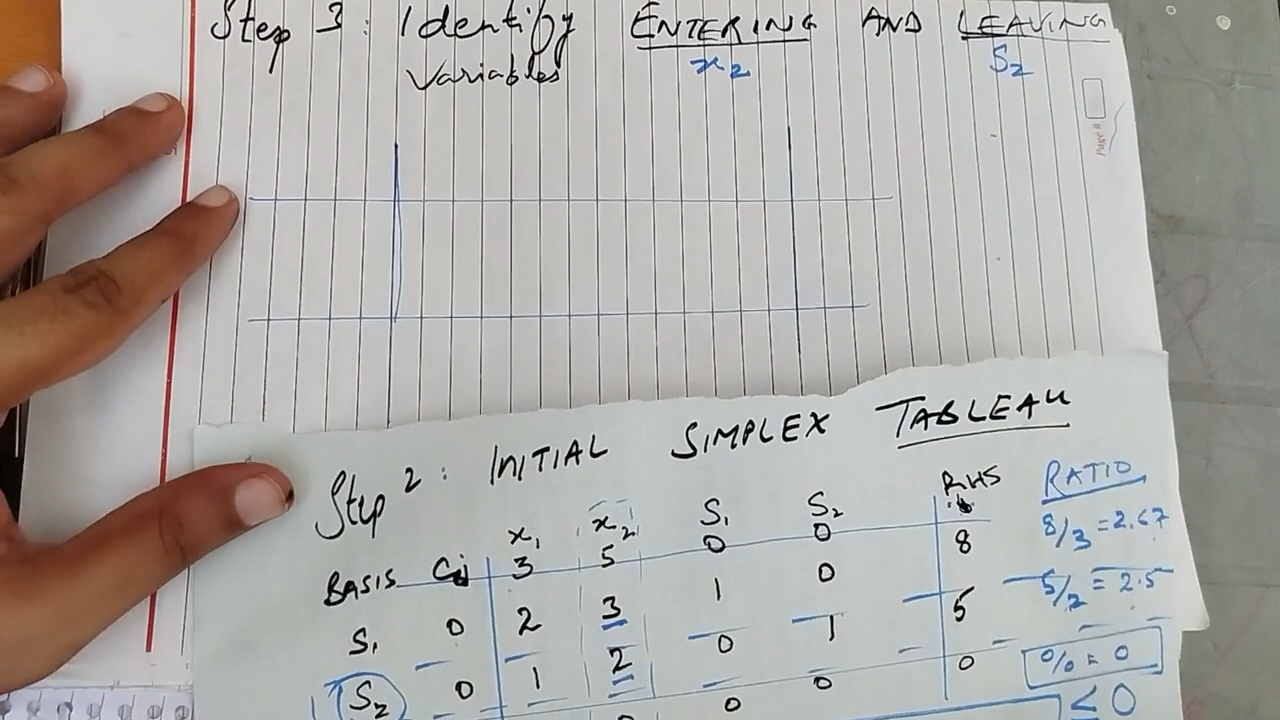 Step 3: Identify ENTERING AND LEAVING
Variables x2 S2
Page #
Step 2: INITIAL SIMPLEX TABLEAU
x1 x2 S1 S2 RHS RATIO
BASIS Cj 3 5 0 0
S1 0 2 3 1 0 8 8/3 = 2.67
S2 0 1 2 0 1 5 5/2 = 2.5
0 0 0 0 0/0 = 0
< 0